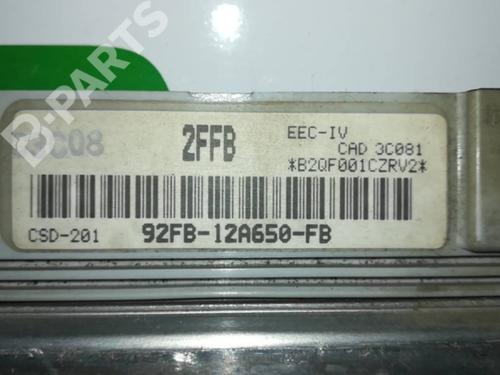 B-PARTS
2FFB
EEC-IV
CAD 3C081
*B2QF001CZRV2*
CSD-201
92FB-12A650-FB